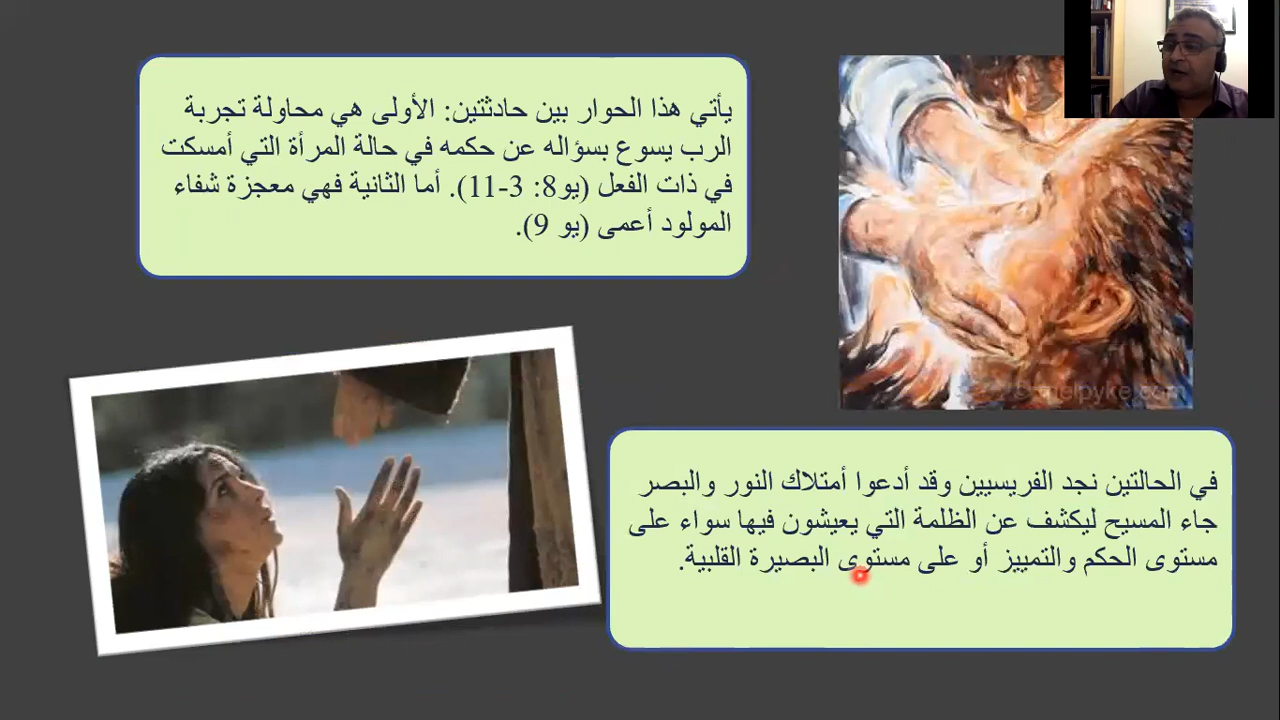 يأتي هذا الحوار بين حادثتين: الأولى هي محاولة تجربة
الرب يسوع بسؤاله عن حكمه في حالة المرأة التي أمسكت
في ذات الفعل (يو8: 3-11). أما الثانية فهي معجزة شفاء
المولود أعمى (يو 9).
في الحالتين نجد الفريسيين وقد أدعوا أمتلاك النور والبصر
جاء المسيح ليكشف عن الظلمة التي يعيشون فيها سواء على
مستوى الحكم والتمييز أو على مستوى البصيرة القلبية.